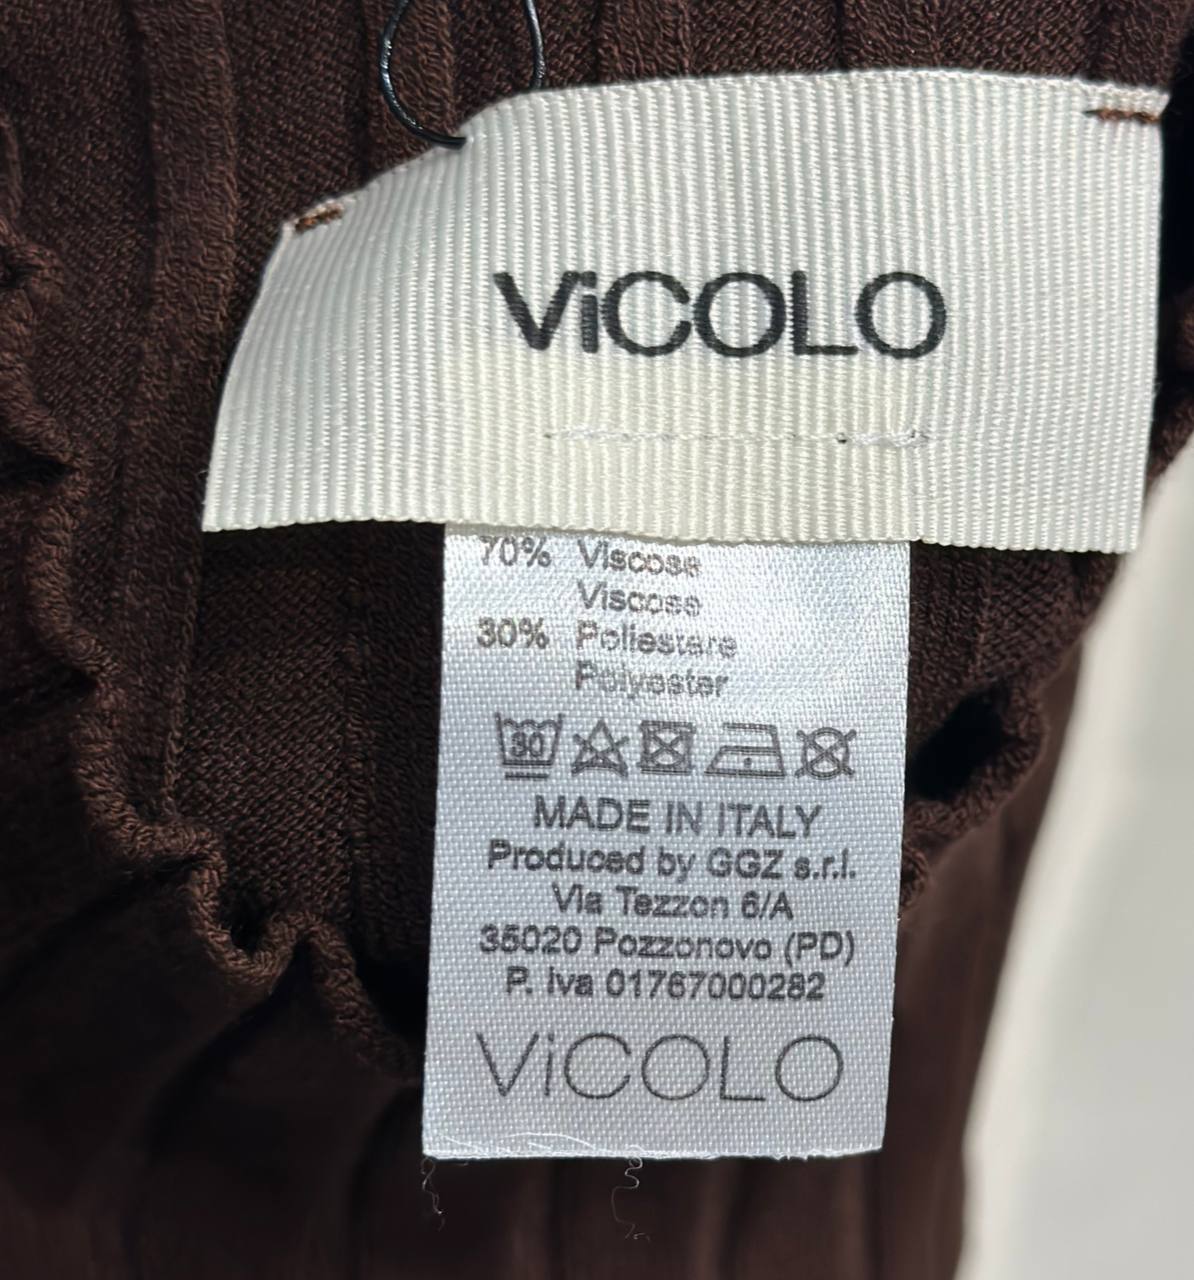 ViCOLO
70% Viscosa
Viscose
30% Poliestere
Polyester
30
MADE IN ITALY
Produced by GGZ s.r.l.
Via Tezzon 6/A
35020 Pozzonovo (PD)
P. Iva 01767000282
ViCOLO